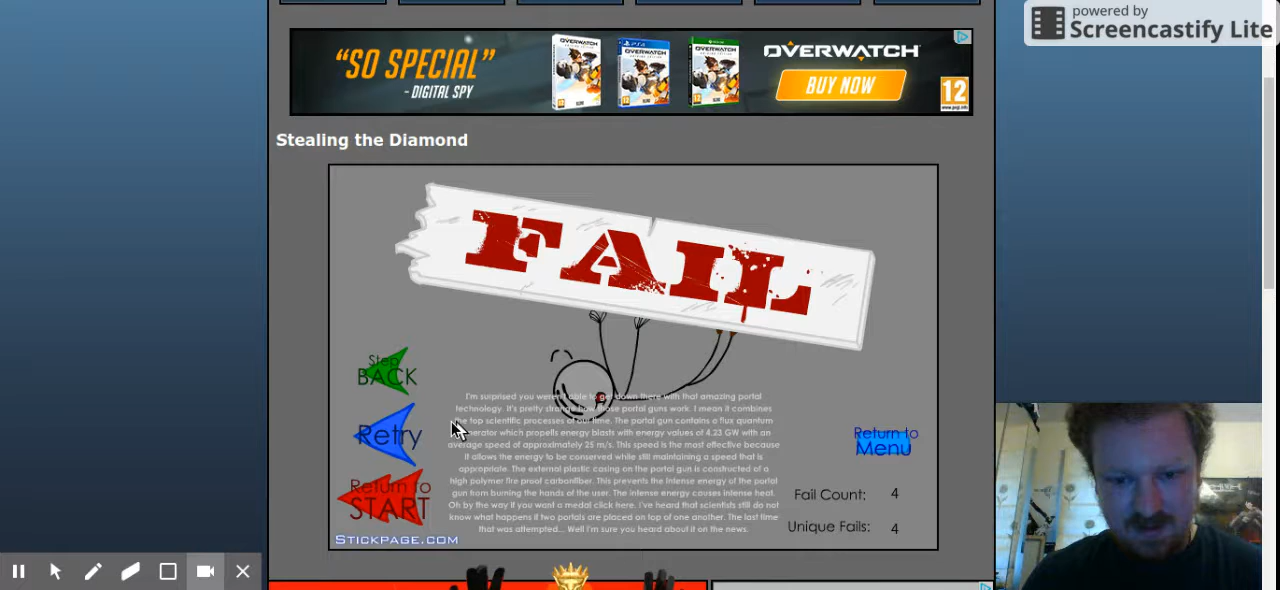 powered by
Screencastify Lite
"SO SPECIAL"
- DIGITAL SPY
OVERWATCH
BUY NOW
12
Stealing the Diamond
FAIL
Step
BACK
Retry
Return to
START
I'm surprised you weren't able to get down there with that amazing portal
technology. It's pretty strange how those portal guns work. I mean it combines
the top scientific processes of our time. The portal gun contains a flux quantum
generator which propells energy blasts with energy values of 4.23 GW with an
average speed of approximately 25 m/s. This speed is the most effective because
it allows the energy to be conserved while still maintaining a speed that is
appropriate. The external plastic casing on the portal gun is constructed of a
high polymer fire proof carbonfiber. This prevents the intense energy of the portal
gun from burning the hands of the user. The intense energy causes intense heat.
Oh by the way if you want a medal click here. I've heard that scientists still do not
know what happens if two portals are placed on top of one another. The last time
that was attempted... Well I'm sure you heard about it on the news.
Return to
Menu
Fail Count: 4
Unique Fails: 4
STICKPAGE.COM